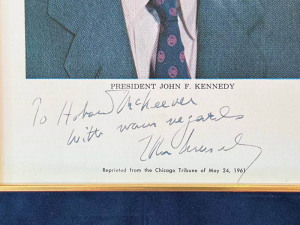 PRESIDENT JOHN F. KENNEDY
To Hobart McKeever
With warm regards
John Kennedy
Reprinted from the Chicago Tribune of May 24, 1961